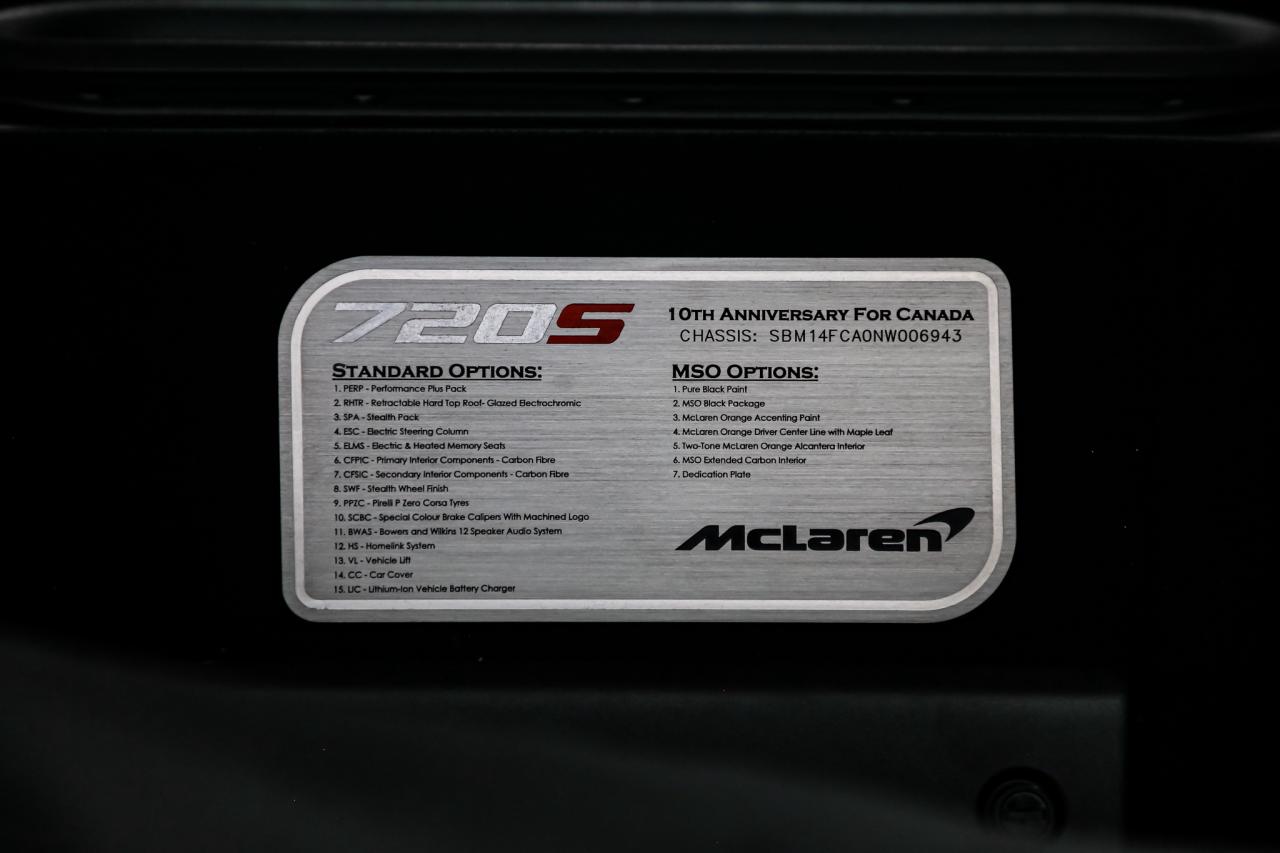 720S
10TH ANNIVERSARY FOR CANADA
CHASSIS: SBM14FCA0NW006943
STANDARD OPTIONS:
1. PERP - Performance Plus Pack
2. RHTR - Retractable Hard Top Roof- Glazed Electrochromic
3. SPA - Stealth Pack
4. ESC - Electric Steering Column
5. ELMS - Electric & Heated Memory Seats
6. CFPIC - Primary Interior Components - Carbon Fibre
7. CFSIC - Secondary Interior Components - Carbon Fibre
8. SWF - Stealth Wheel Finish
9. PPZC - Pirelli P Zero Corsa Tyres
10. SCBC - Special Colour Brake Calipers With Machined Logo
11. BWAS - Bowers and Wilkins 12 Speaker Audio System
12. HS - Homelink System
13. VL - Vehicle Lift
14. CC - Car Cover
15. LIC - Lithium-Ion Vehicle Battery Charger
MSO OPTIONS:
1. Pure Black Paint
2. MSO Black Package
3. McLaren Orange Accenting Paint
4. McLaren Orange Driver Center Line with Maple Leaf
5. Two-Tone McLaren Orange Alcantera Interior
6. MSO Extended Carbon Interior
7. Dedication Plate
McLaren